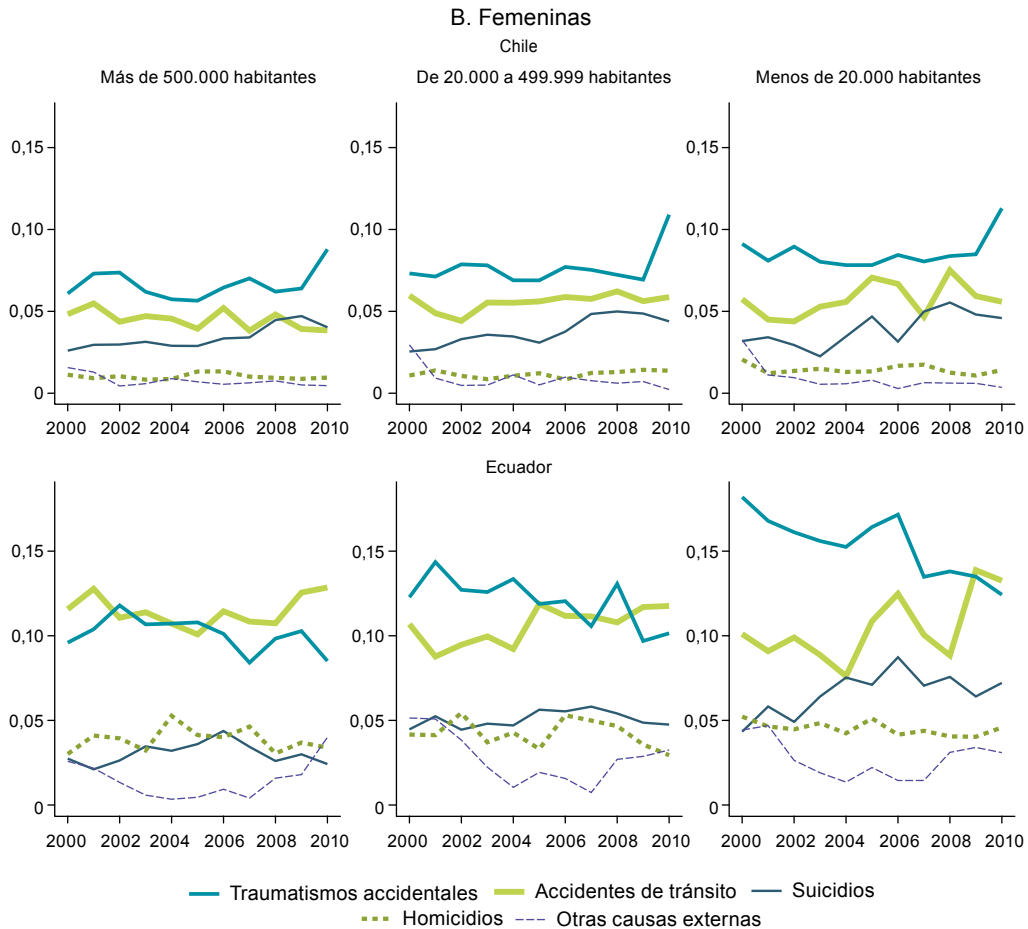 B. Femeninas
Chile
Más de 500.000 habitantes
De 20.000 a 499.999 habitantes
Menos de 20.000 habitantes
0,15
0,10
0,05
0
2000 2002 2004 2006 2008 2010
0,15
0,10
0,05
0
2000 2002 2004 2006 2008 2010
0,15
0,10
0,05
0
2000 2002 2004 2006 2008 2010
Ecuador
0,15
0,10
0,05
0
2000 2002 2004 2006 2008 2010
0,15
0,10
0,05
0
2000 2002 2004 2006 2008 2010
0,15
0,10
0,05
0
2000 2002 2004 2006 2008 2010
Traumatismos accidentales Accidentes de tránsito Suicidios
Homicidios Otras causas externas